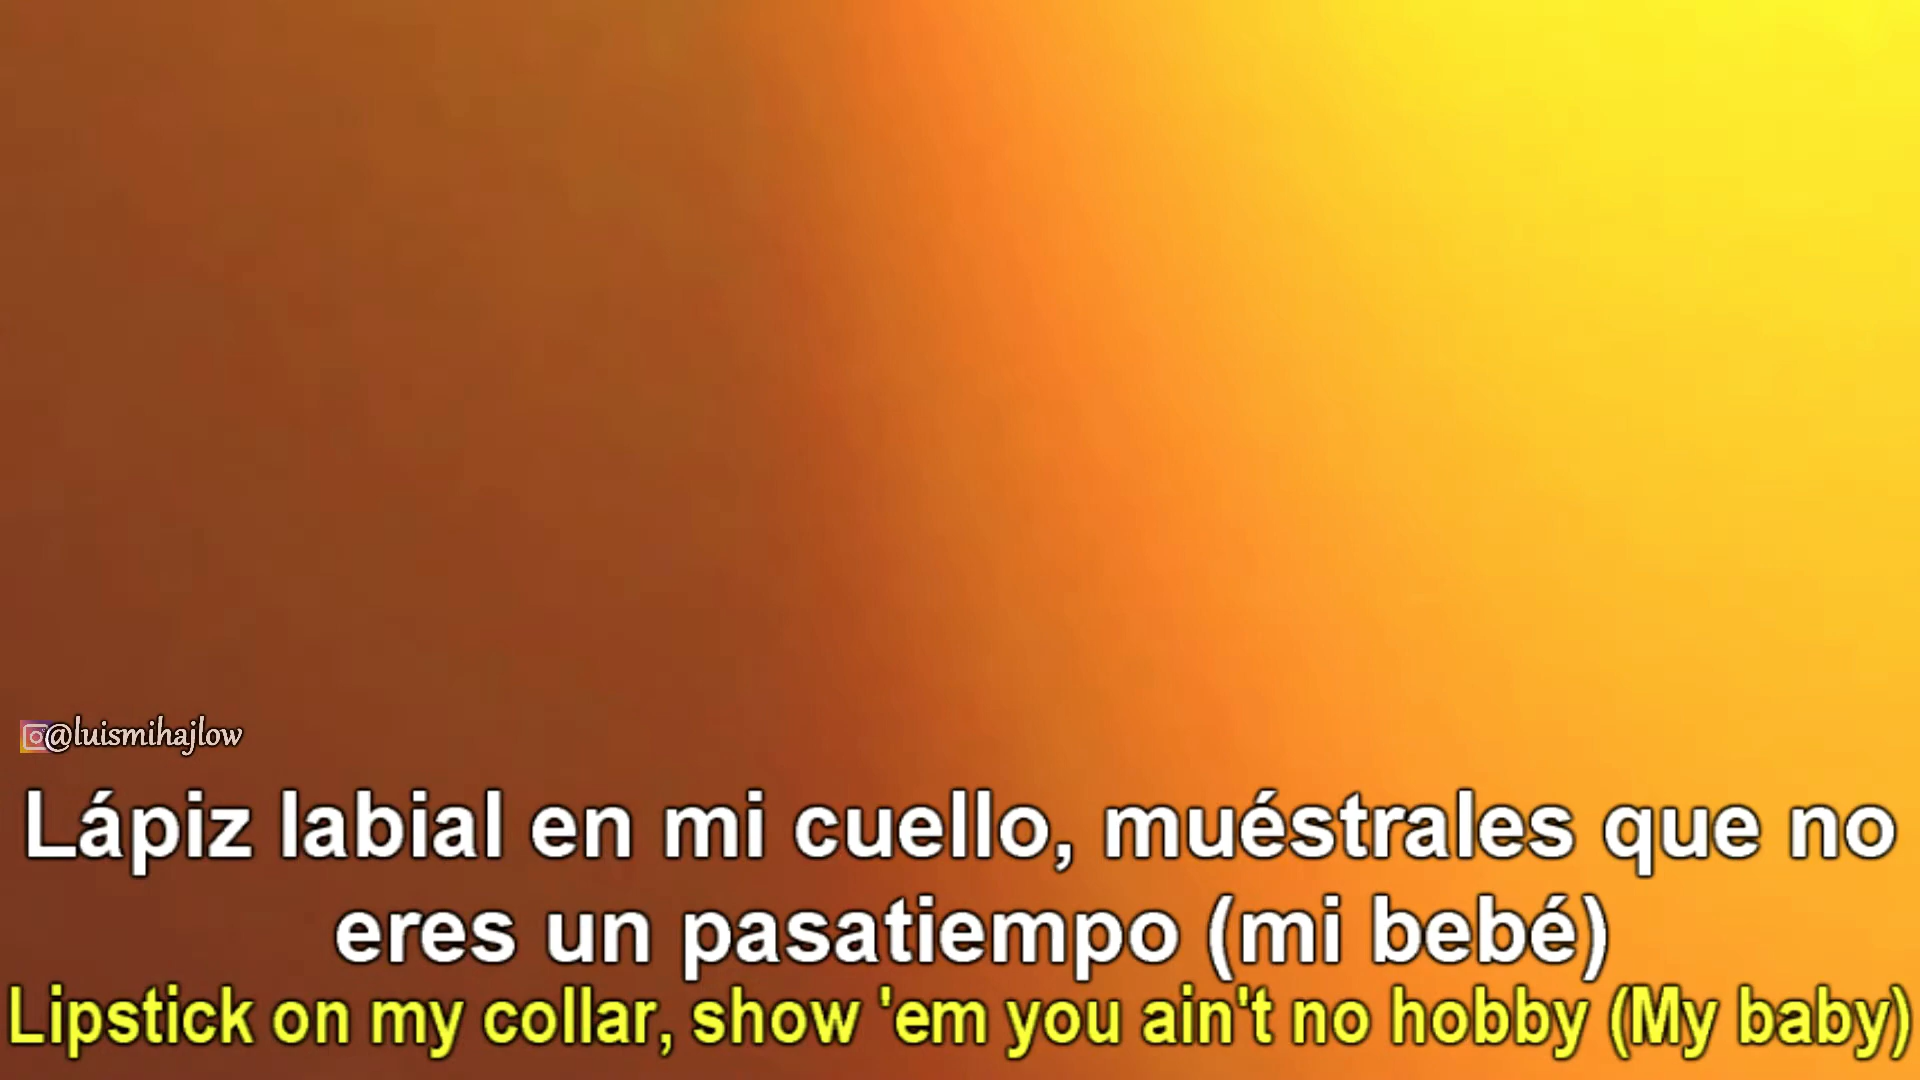 @luismihajlow
Lápiz labial en mi cuello, muéstrales que no
eres un pasatiempo (mi bebé)
Lipstick on my collar, show 'em you ain't no hobby (My baby)